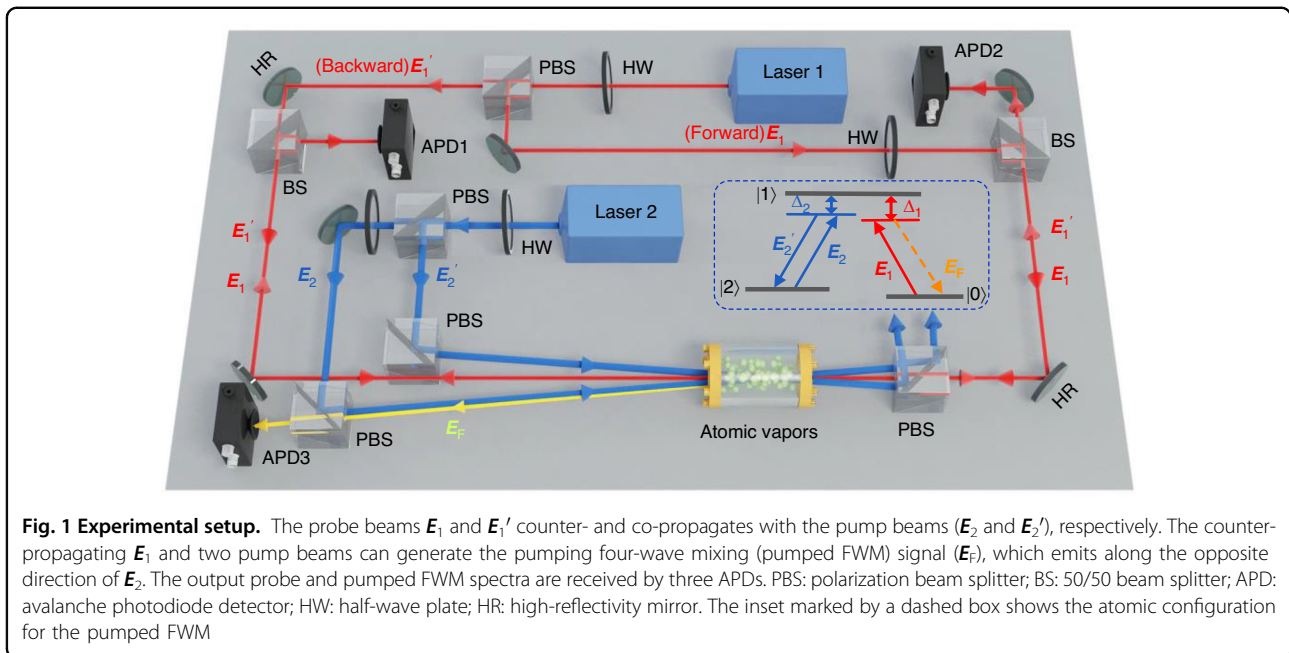 HR
(Backward)E₁′
PBS
HW
Laser 1
APD2
APD1
(Forward)E₁
HW
BS
BS
PBS
HW
Laser 2
E₁′
E₁
E₂
E₂′
PBS
|1⟩
Δ₂
Δ₁
E₂′
E₂
E₁
E_F
|2⟩
|0⟩
E₁′
E₁
HR
PBS
E_F
APD3
Atomic vapors
PBS
Fig. 1 Experimental setup. The probe beams E₁ and E₁′ counter- and co-propagates with the pump beams (E₂ and E₂′), respectively. The counter-
propagating E₁ and two pump beams can generate the pumping four-wave mixing (pumped FWM) signal (E_F), which emits along the opposite
direction of E₂. The output probe and pumped FWM spectra are received by three APDs. PBS: polarization beam splitter; BS: 50/50 beam splitter; APD:
avalanche photodiode detector; HW: half-wave plate; HR: high-reflectivity mirror. The inset marked by a dashed box shows the atomic configuration
for the pumped FWM